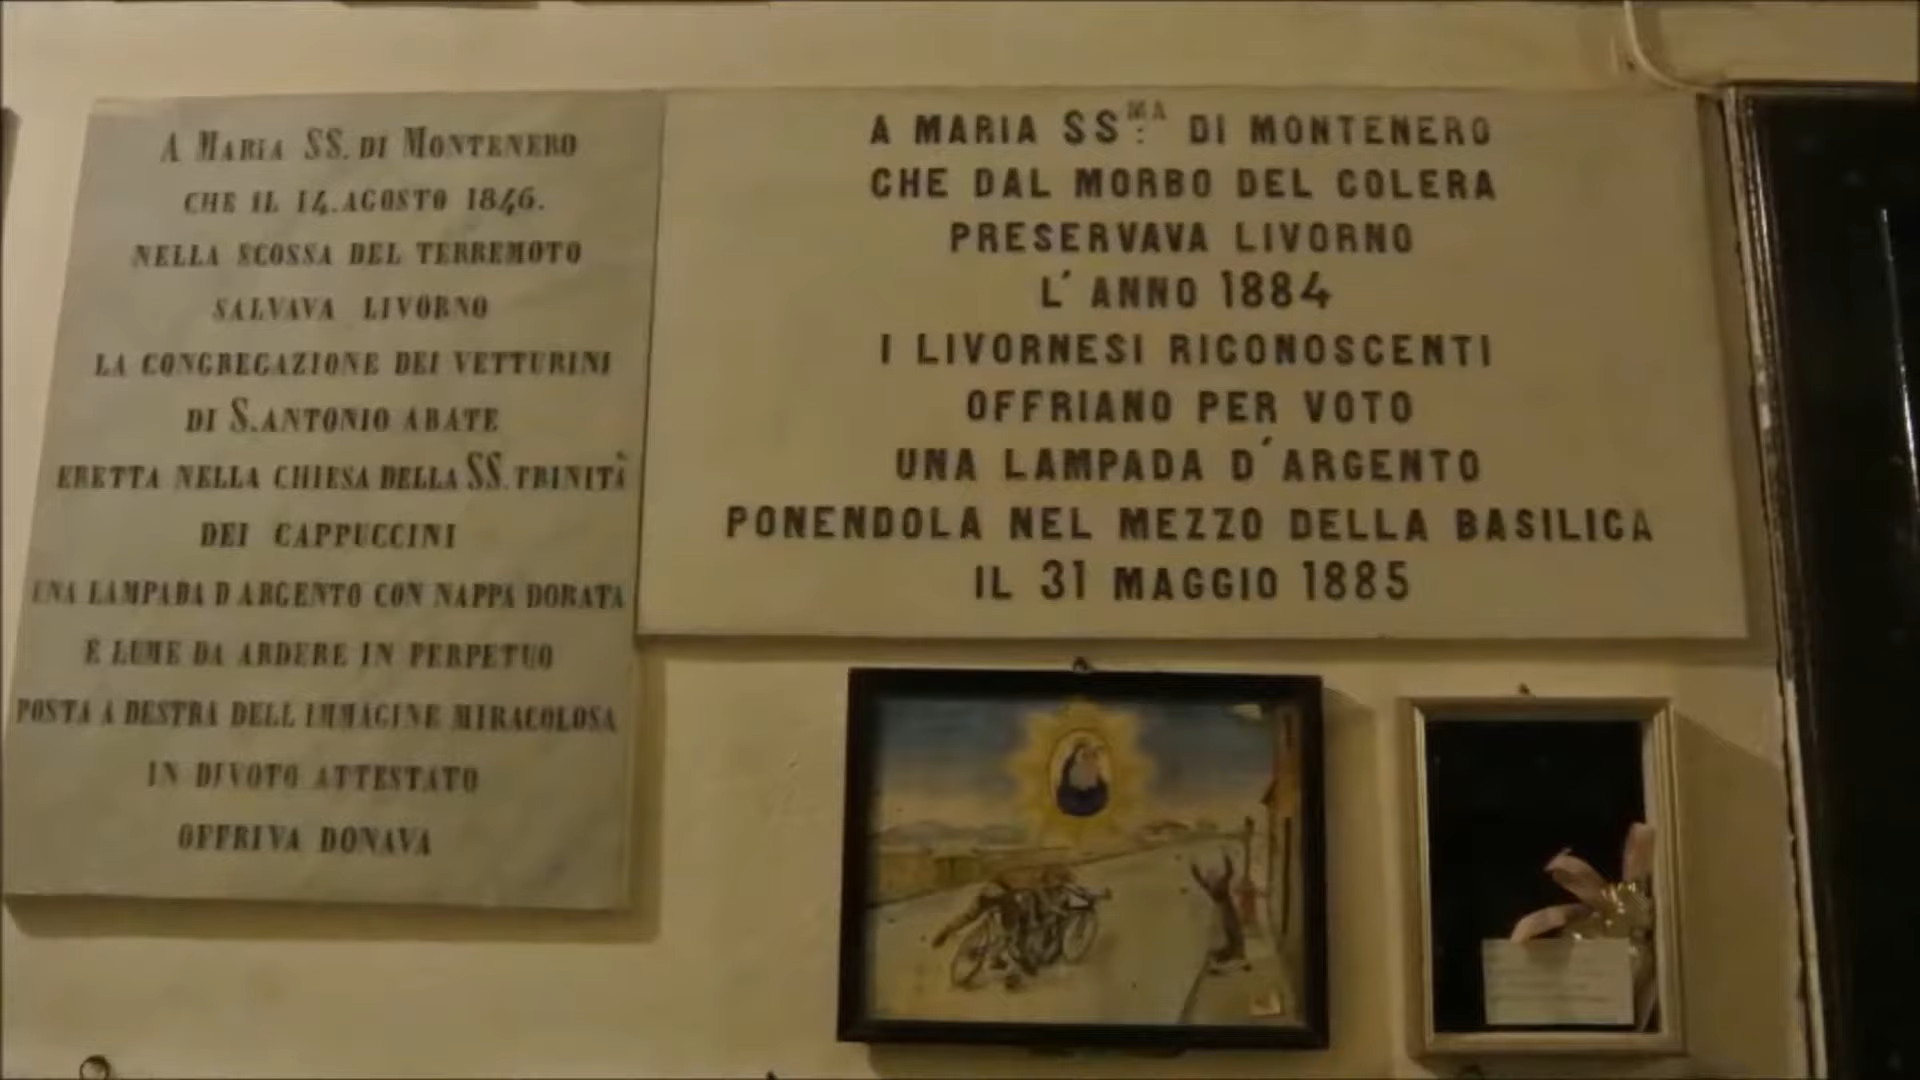 A MARIA SS. DI MONTENERO
CHE IL 14. AGOSTO 1846.
NELLA SCOSSA DEL TERREMOTO
SALVAVA LIVORNO
LA CONGREGAZIONE DEI VETTURINI
DI S. ANTONIO ABATE
ERETTA NELLA CHIESA DELLA SS. TRINITÀ
DEI CAPPUCCINI
UNA LAMPADA D ARGENTO CON NAPPA DORATA
E LUME DA ARDERE IN PERPETUO
POSTA A DESTRA DELL IMMAGINE MIRACOLOSA
IN DIVOTO ATTESTATO
OFFRIVA DONAVA
A MARIA SS:MA DI MONTENERO
CHE DAL MORBO DEL COLERA
PRESERVAVA LIVORNO
L'ANNO 1884
I LIVORNESI RICONOSCENTI
OFFRIANO PER VOTO
UNA LAMPADA D'ARGENTO
PONENDOLA NEL MEZZO DELLA BASILICA
IL 31 MAGGIO 1885